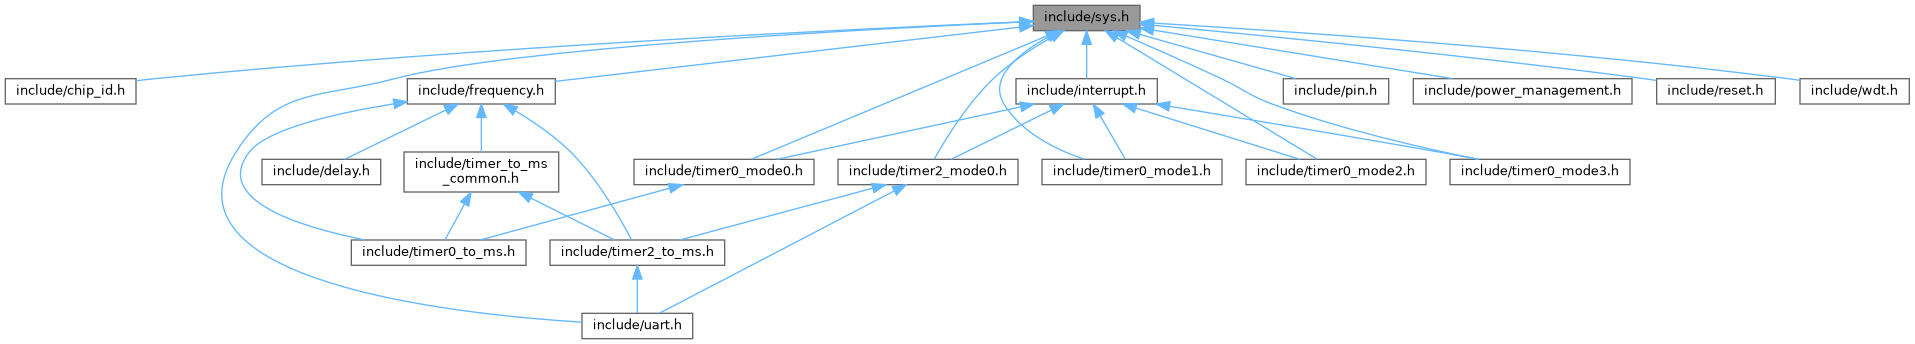 include/sys.h
include/chip_id.h
include/frequency.h
include/interrupt.h
include/pin.h
include/power_management.h
include/reset.h
include/wdt.h
include/delay.h
include/timer_to_ms
_common.h
include/timer0_mode0.h
include/timer2_mode0.h
include/timer0_mode1.h
include/timer0_mode2.h
include/timer0_mode3.h
include/timer0_to_ms.h
include/timer2_to_ms.h
include/uart.h